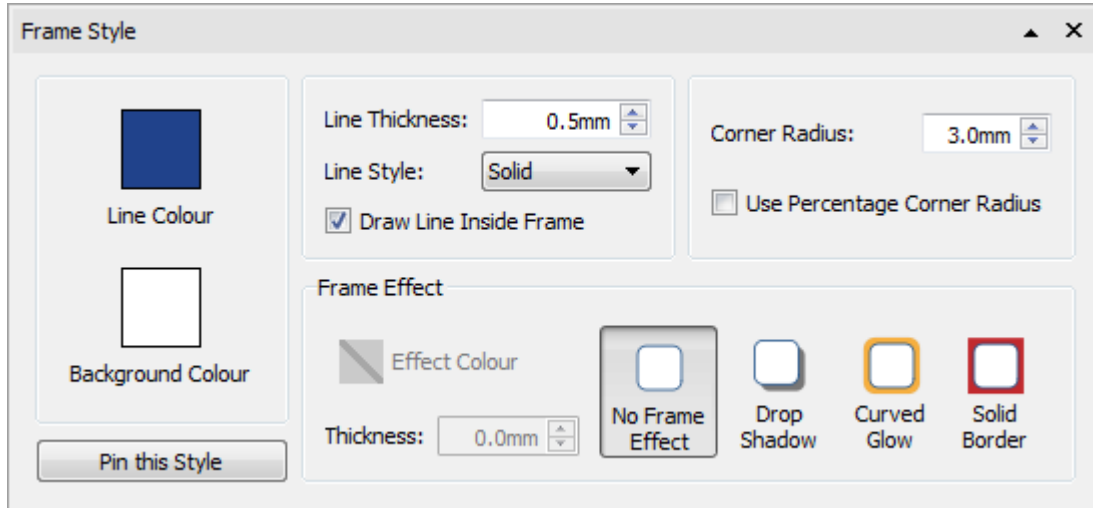 Frame Style
Line Colour
Background Colour
Pin this Style
Line Thickness: 0.5mm
Line Style: Solid
Draw Line Inside Frame
Corner Radius: 3.0mm
Use Percentage Corner Radius
Frame Effect
Effect Colour
Thickness: 0.0mm
No Frame
Effect
Drop
Shadow
Curved
Glow
Solid
Border